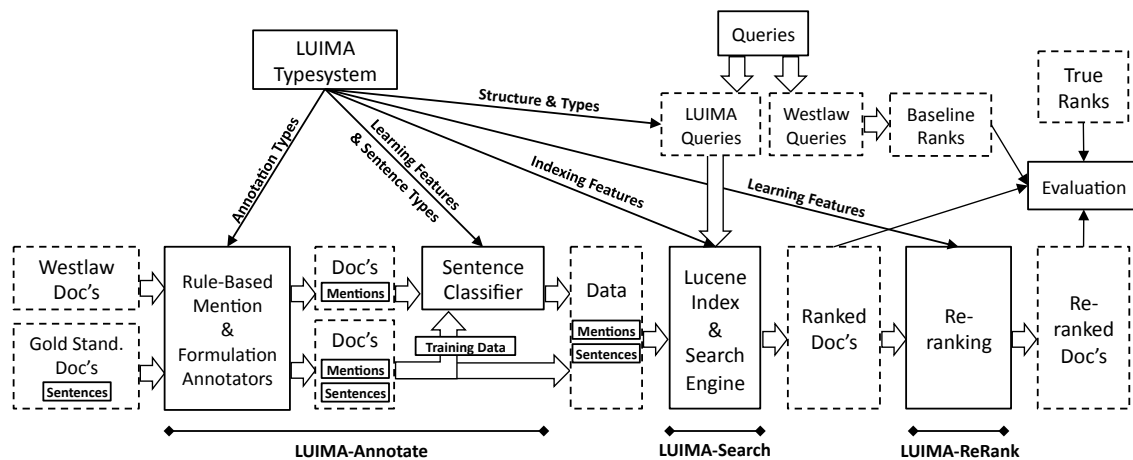 LUIMA
Typesystem
Queries
Structure & Types
LUIMA
Queries
Westlaw
Queries
Baseline
Ranks
True
Ranks
Annotation Types
Learning Features
& Sentence Types
Indexing Features
Learning Features
Evaluation
Westlaw
Doc's
Gold Stand.
Doc's
Sentences
Rule-Based
Mention
&
Formulation
Annotators
Doc's
Mentions
Doc's
Mentions
Sentences
Sentence
Classifier
Training Data
Data
Mentions
Sentences
Lucene
Index
&
Search
Engine
Ranked
Doc's
Re-
ranking
Re-
ranked
Doc's
LUIMA-Annotate
LUIMA-Search
LUIMA-ReRank